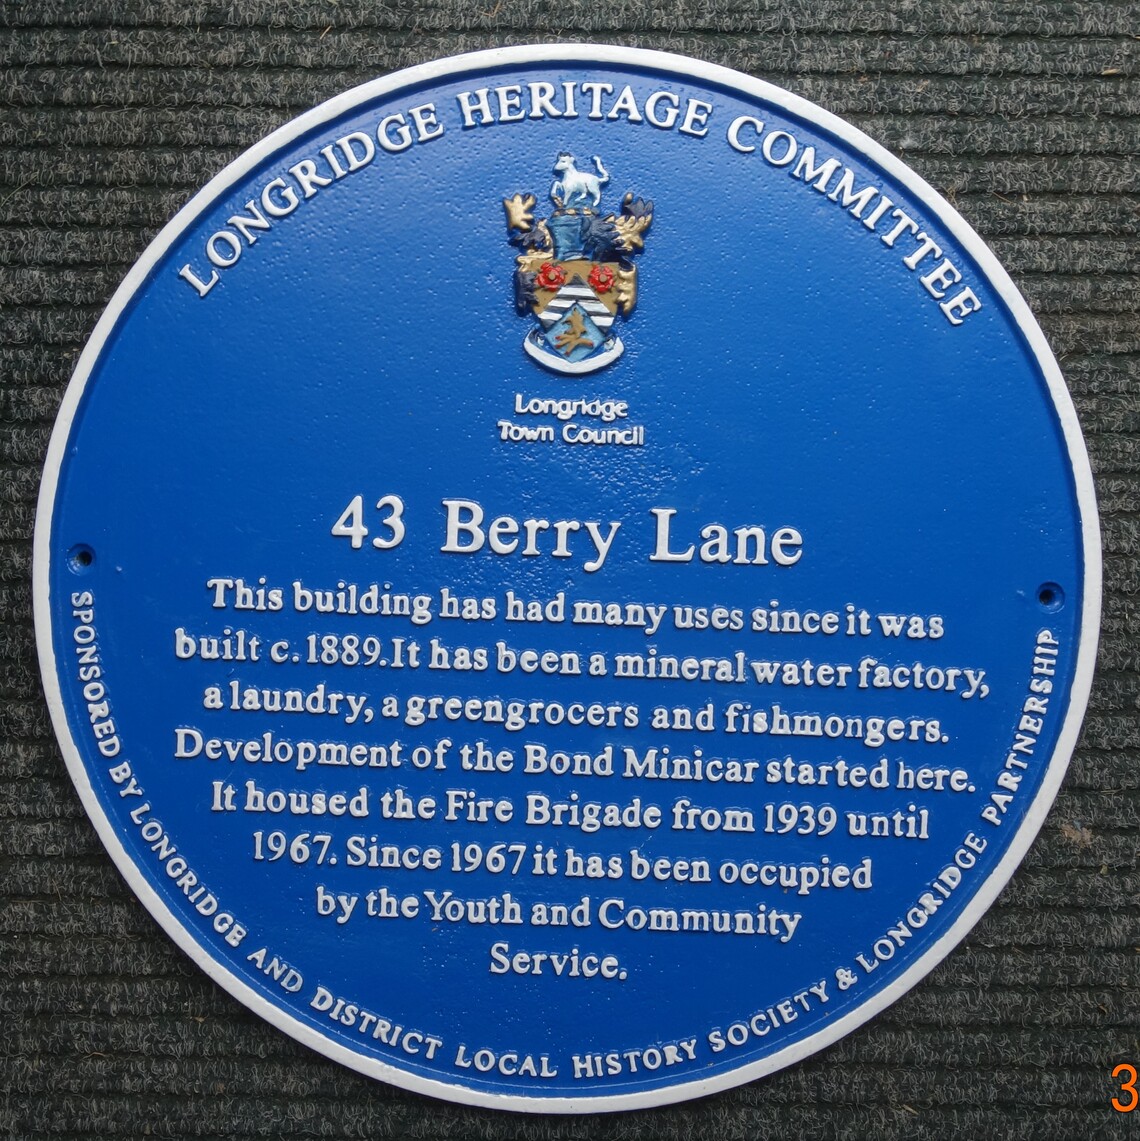 LONGRIDGE HERITAGE COMMITTEE
Longridge
Town Council
43 Berry Lane
This building has had many uses since it was
built c.1889.It has been a mineral water factory,
a laundry, a greengrocers and fishmongers.
Development of the Bond Minicar started here.
It housed the Fire Brigade from 1939 until
1967. Since 1967 it has been occupied
by the Youth and Community
Service.
SPONSORED BY LONGRIDGE AND DISTRICT LOCAL HISTORY SOCIETY & LONGRIDGE PARTNERSHIP
3